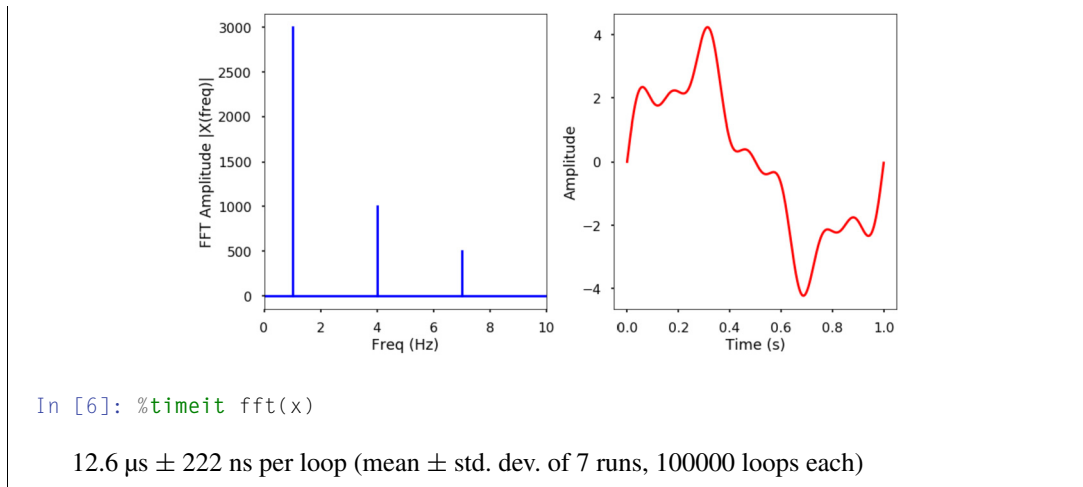 3000
2500
2000
1500
1000
500
0
FFT Amplitude |X(freq)|
0 2 4 6 8 10
Freq (Hz)
4
2
0
−2
−4
Amplitude
0.0 0.2 0.4 0.6 0.8 1.0
Time (s)
In [6]: %timeit fft(x)
12.6 µs ± 222 ns per loop (mean ± std. dev. of 7 runs, 100000 loops each)